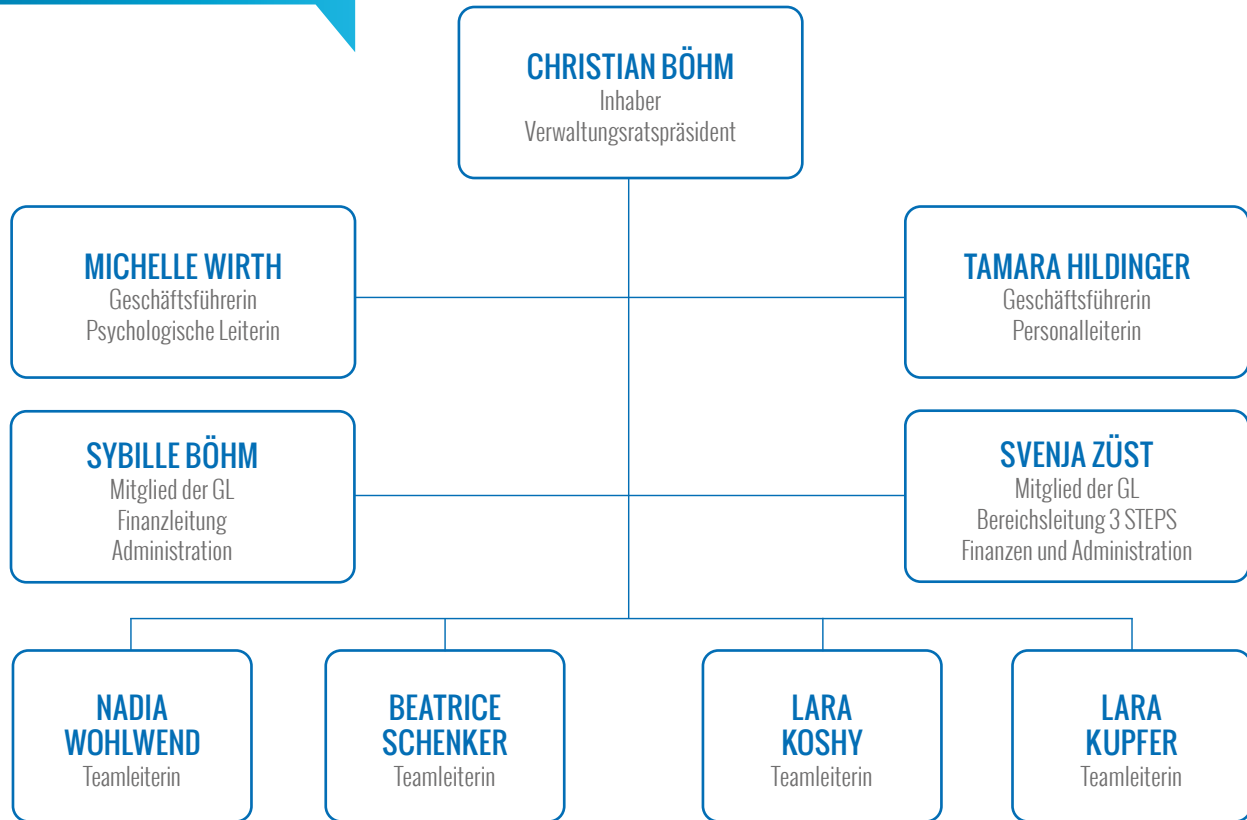 CHRISTIAN BÖHM
Inhaber
Verwaltungsratspräsident
MICHELLE WIRTH
Geschäftsführerin
Psychologische Leiterin
TAMARA HILDINGER
Geschäftsführerin
Personalleiterin
SYBILLE BÖHM
Mitglied der GL
Finanzleitung
Administration
SVENJA ZÜST
Mitglied der GL
Bereichsleitung 3 STEPS
Finanzen und Administration
NADIA
WOHLWEND
Teamleiterin
BEATRICE
SCHENKER
Teamleiterin
LARA
KOSHY
Teamleiterin
LARA
KUPFER
Teamleiterin